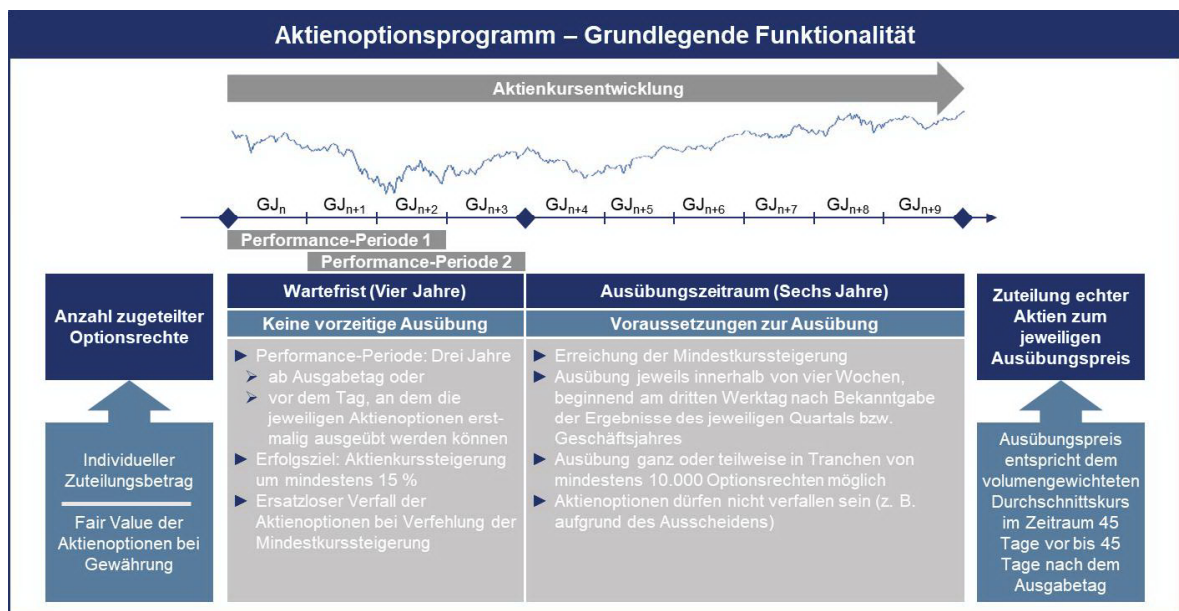 Aktienoptionsprogramm – Grundlegende Funktionalität
Aktienkursentwicklung
GJn GJn+1 GJn+2 GJn+3 GJn+4 GJn+5 GJn+6 GJn+7 GJn+8 GJn+9
Performance-Periode 1
Performance-Periode 2
Anzahl zugeteilter
Optionsrechte
Individueller
Zuteilungsbetrag
Fair Value der
Aktienoptionen bei
Gewährung
Wartefrist (Vier Jahre)
Keine vorzeitige Ausübung
Performance-Periode: Drei Jahre
ab Ausgabetag oder
vor dem Tag, an dem die
jeweiligen Aktienoptionen erst-
malig ausgeübt werden können
Erfolgsziel: Aktienkurssteigerung
um mindestens 15 %
Ersatzloser Verfall der
Aktienoptionen bei Verfehlung der
Mindestkurssteigerung
Ausübungszeitraum (Sechs Jahre)
Voraussetzungen zur Ausübung
Erreichung der Mindestkurssteigerung
Ausübung jeweils innerhalb von vier Wochen,
beginnend am dritten Werktag nach Bekanntgabe
der Ergebnisse des jeweiligen Quartals bzw.
Geschäftsjahres
Ausübung ganz oder teilweise in Tranchen von
mindestens 10.000 Optionsrechten möglich
Aktienoptionen dürfen nicht verfallen sein (z. B.
aufgrund des Ausscheidens)
Zuteilung echter
Aktien zum
jeweiligen
Ausübungspreis
Ausübungspreis
entspricht dem
volumengewichteten
Durchschnittskurs
im Zeitraum 45
Tage vor bis 45
Tage nach dem
Ausgabetag